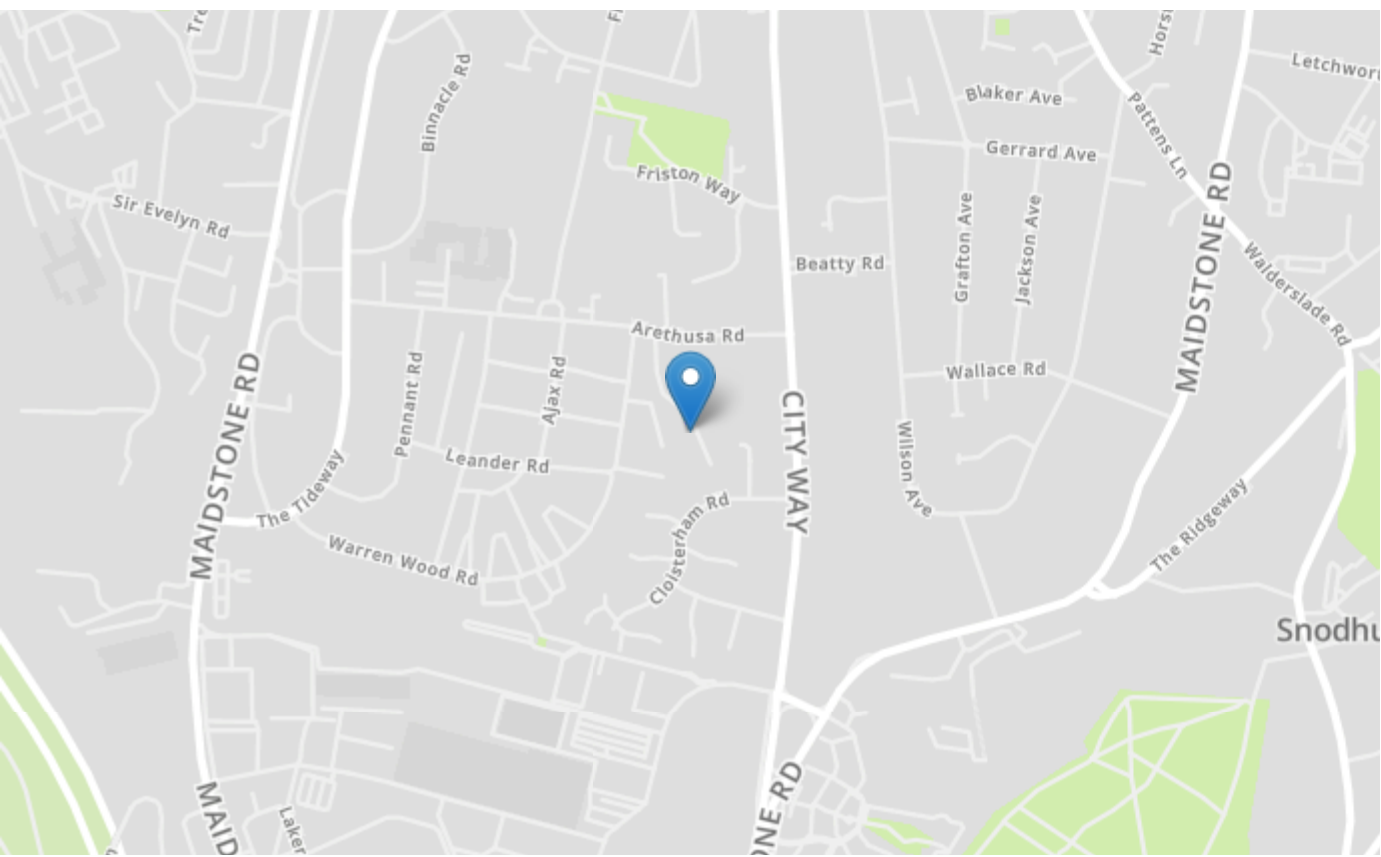 Binnacle Rd
Blaker Ave
Pattens Ln
Gerrard Ave
Friston Way
Sir Evelyn Rd
MAIDSTONE RD
Grafton Ave
Jackson Ave
Beatty Rd
Walderslade Rd
Arethusa Rd
MAIDSTONE RD
Pennant Rd
Ajax Rd
Wallace Rd
CITY WAY
Leander Rd
Wilson Ave
The Tideway
Cloisterham Rd
The Ridgeway
Warren Wood Rd
Snodhu
MAID
ONE RD
Laker
Letchwor